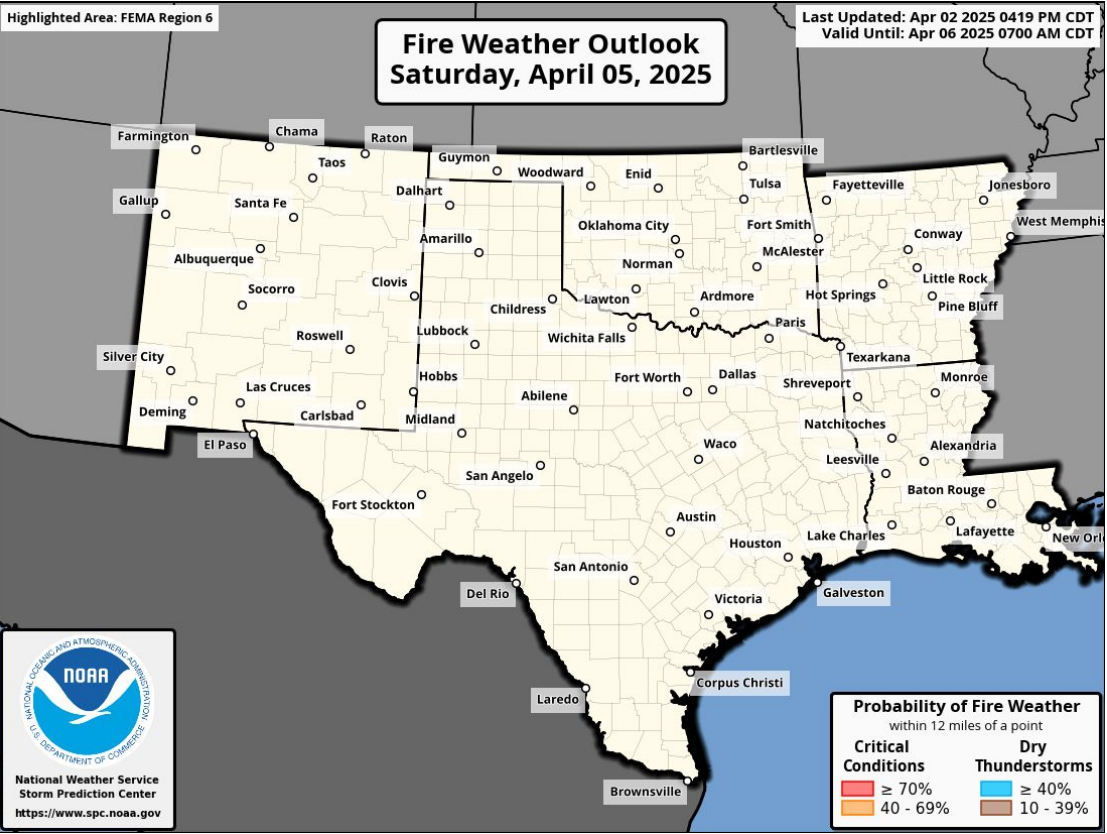 Highlighted Area: FEMA Region 6
Fire Weather Outlook
Saturday, April 05, 2025
Last Updated: Apr 02 2025 0419 PM CDT
Valid Until: Apr 06 2025 0700 AM CDT
Farmington
Chama
Raton
Taos
Guymon
Woodward
Enid
Bartlesville
Tulsa
Fayetteville
Jonesboro
Gallup
Santa Fe
Dalhart
Oklahoma City
Fort Smith
West Memphis
Albuquerque
Amarillo
Norman
McAlester
Conway
Socorro
Clovis
Childress
Lawton
Ardmore
Hot Springs
Little Rock
Pine Bluff
Roswell
Lubbock
Wichita Falls
Paris
Texarkana
Silver City
Las Cruces
Hobbs
Abilene
Fort Worth
Dallas
Shreveport
Monroe
Deming
Carlsbad
Midland
Natchitoches
El Paso
San Angelo
Waco
Leesville
Alexandria
Fort Stockton
Austin
Baton Rouge
Houston
Lake Charles
Lafayette
New Orl
Del Rio
San Antonio
Victoria
Galveston
Laredo
Corpus Christi
Brownsville
NATIONAL OCEANIC AND ATMOSPHERIC ADMINISTRATION
NOAA
U.S. DEPARTMENT OF COMMERCE
National Weather Service
Storm Prediction Center
https://www.spc.noaa.gov
Probability of Fire Weather
within 12 miles of a point
Critical Conditions
≥ 70%
40 - 69%
Dry Thunderstorms
≥ 40%
10 - 39%